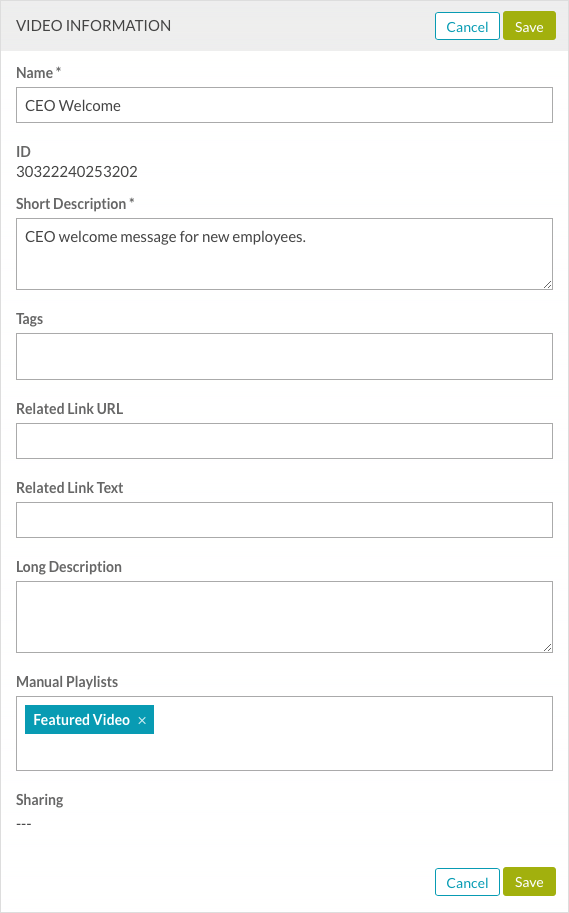 VIDEO INFORMATION Cancel Save
Name *
CEO Welcome
ID
30322240253202
Short Description *
CEO welcome message for new employees.
Tags
Related Link URL
Related Link Text
Long Description
Manual Playlists
Featured Video ×
Sharing
---
Cancel Save